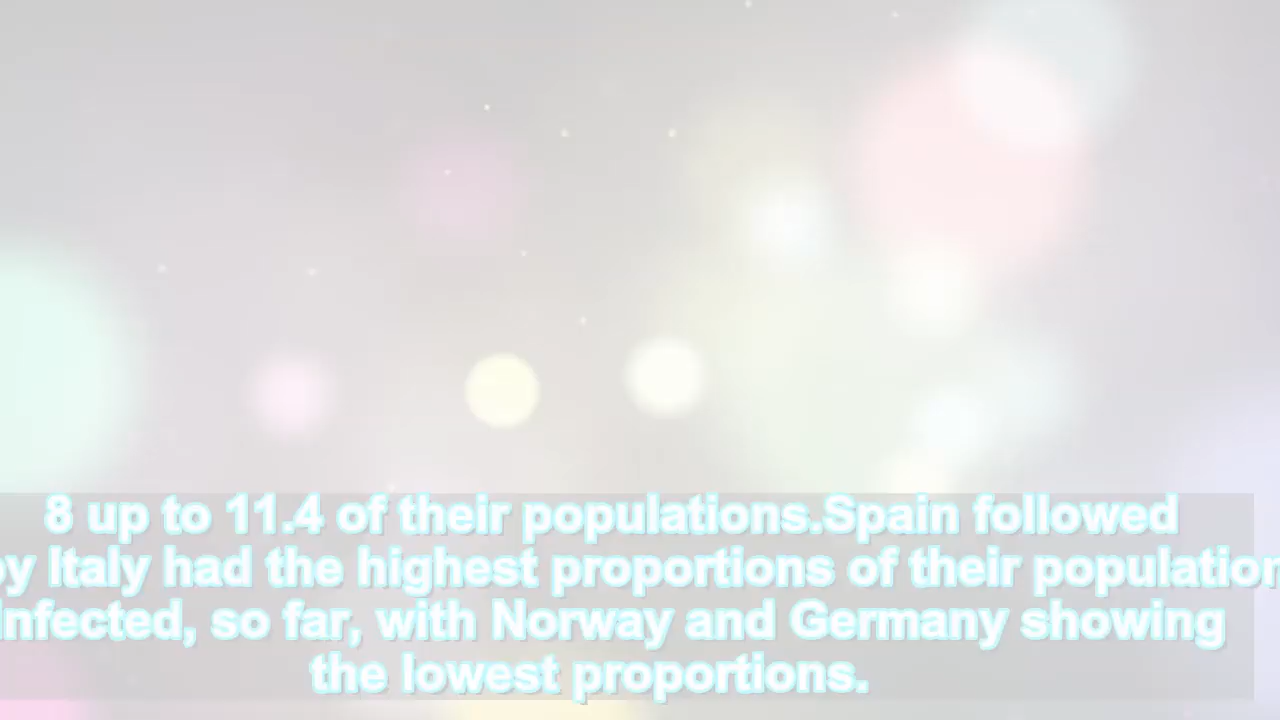 8 up to 11.4 of their populations.Spain followed
by Italy had the highest proportions of their population
infected, so far, with Norway and Germany showing
the lowest proportions.